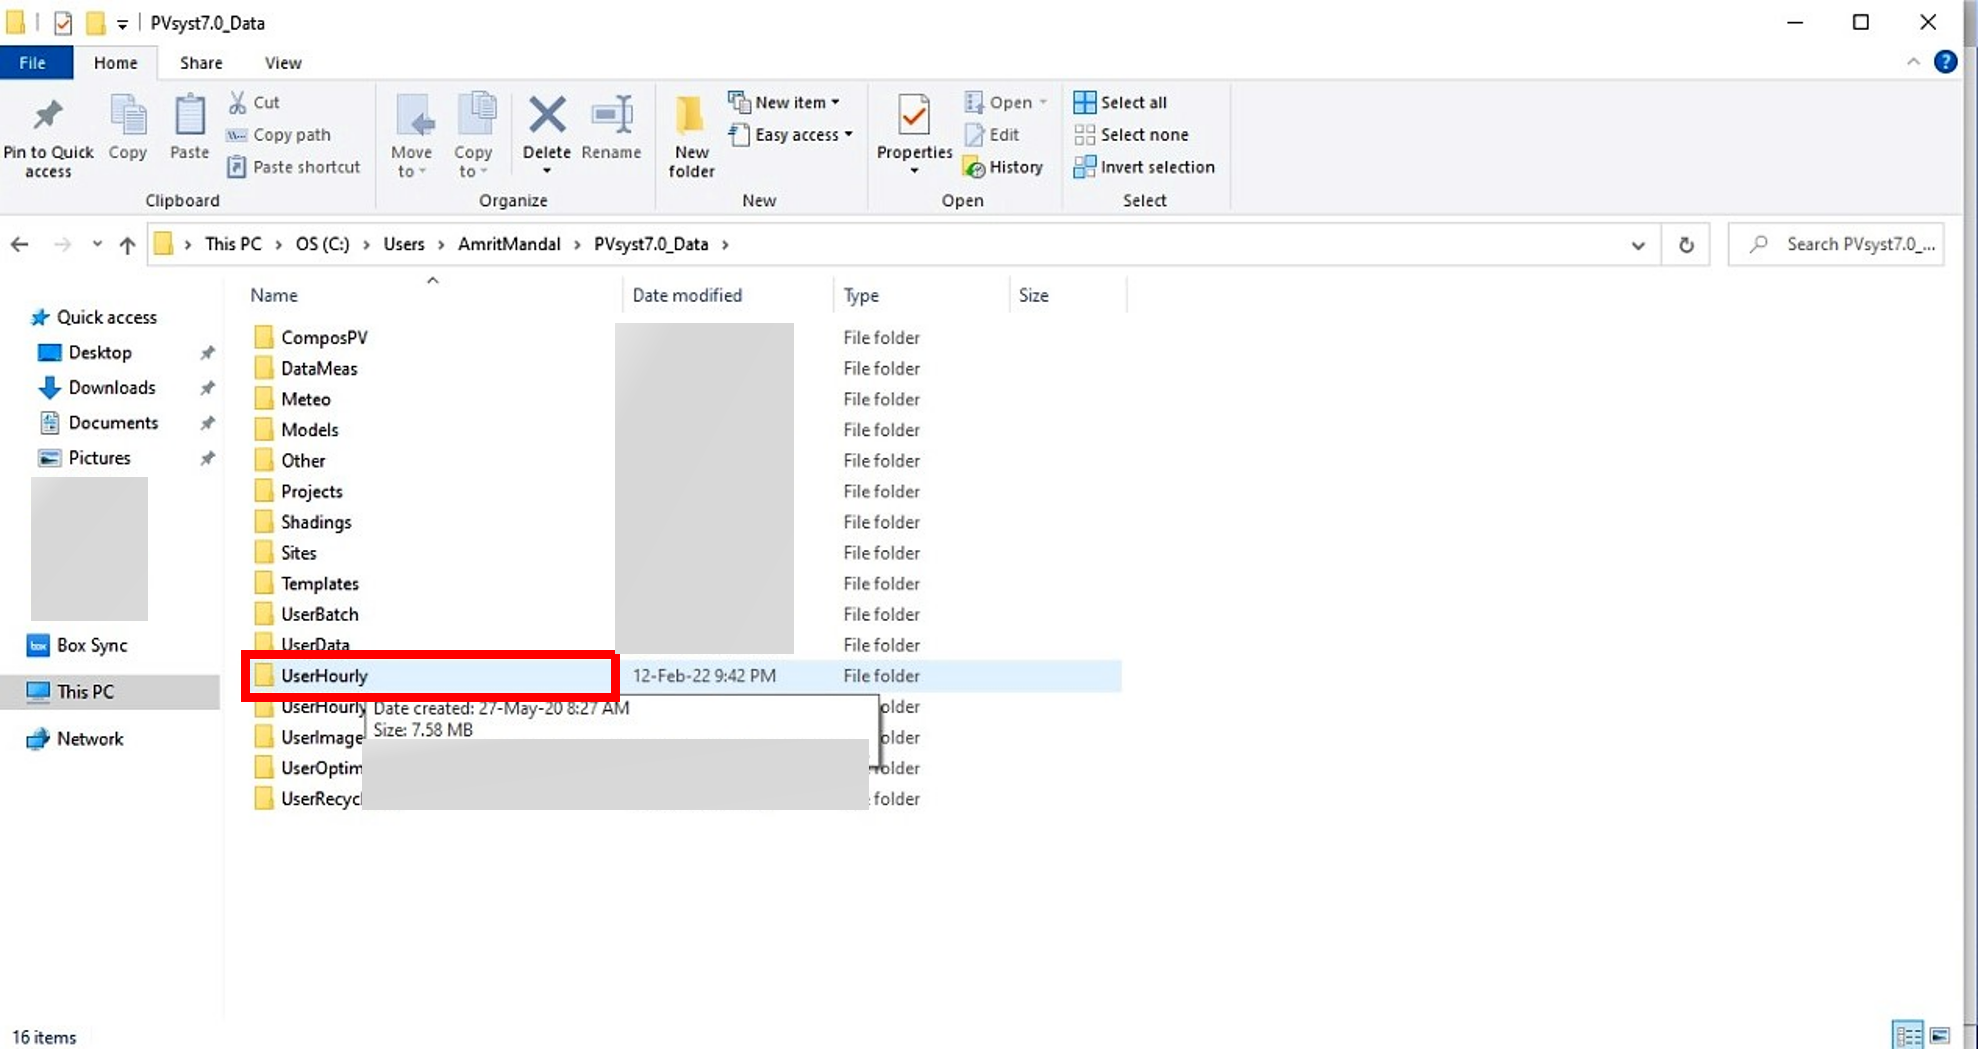 PVsyst7.0_Data
File Home Share View
Pin to Quick access
Copy
Paste
Cut
Copy path
Paste shortcut
Clipboard
Move to
Copy to
Delete
Rename
Organize
New folder
New item
Easy access
New
Properties
Open
Edit
History
Open
Select all
Select none
Invert selection
Select
This PC > OS (C:) > Users > AmritMandal > PVsyst7.0_Data >
Search PVsyst7.0_...
Quick access
Desktop
Downloads
Documents
Pictures
box
Box Sync
This PC
Network
Name Date modified Type Size
ComposPV File folder
DataMeas File folder
Meteo File folder
Models File folder
Other File folder
Projects File folder
Shadings File folder
Sites File folder
Templates File folder
UserBatch File folder
UserData File folder
UserHourly 12-Feb-22 9:42 PM File folder
UserHourly older
UserImage older
UserOptim older
UserRecycl folder
Date created: 27-May-20 8:27 AM
Size: 7.58 MB
16 items